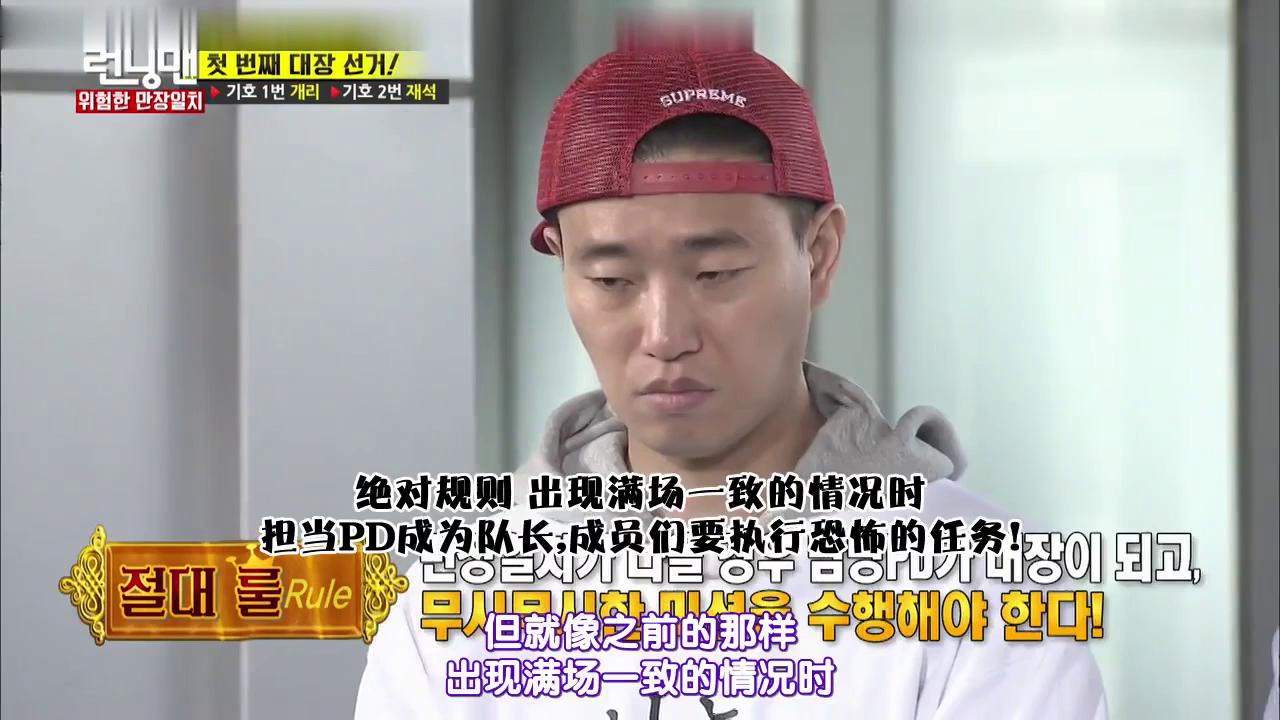 런닝맨
첫 번째 대장 선거!
위험한 만장일치
기호 1번 개리 기호 2번 재석
SUPREME
绝对规则 出现满场一致的情况时
担当PD成为队长,成员们要执行恐怖的任务!
절대 룰 Rule
대장이 되고,
수행해야 한다!
但就像之前的那样
出现满场一致的情况时